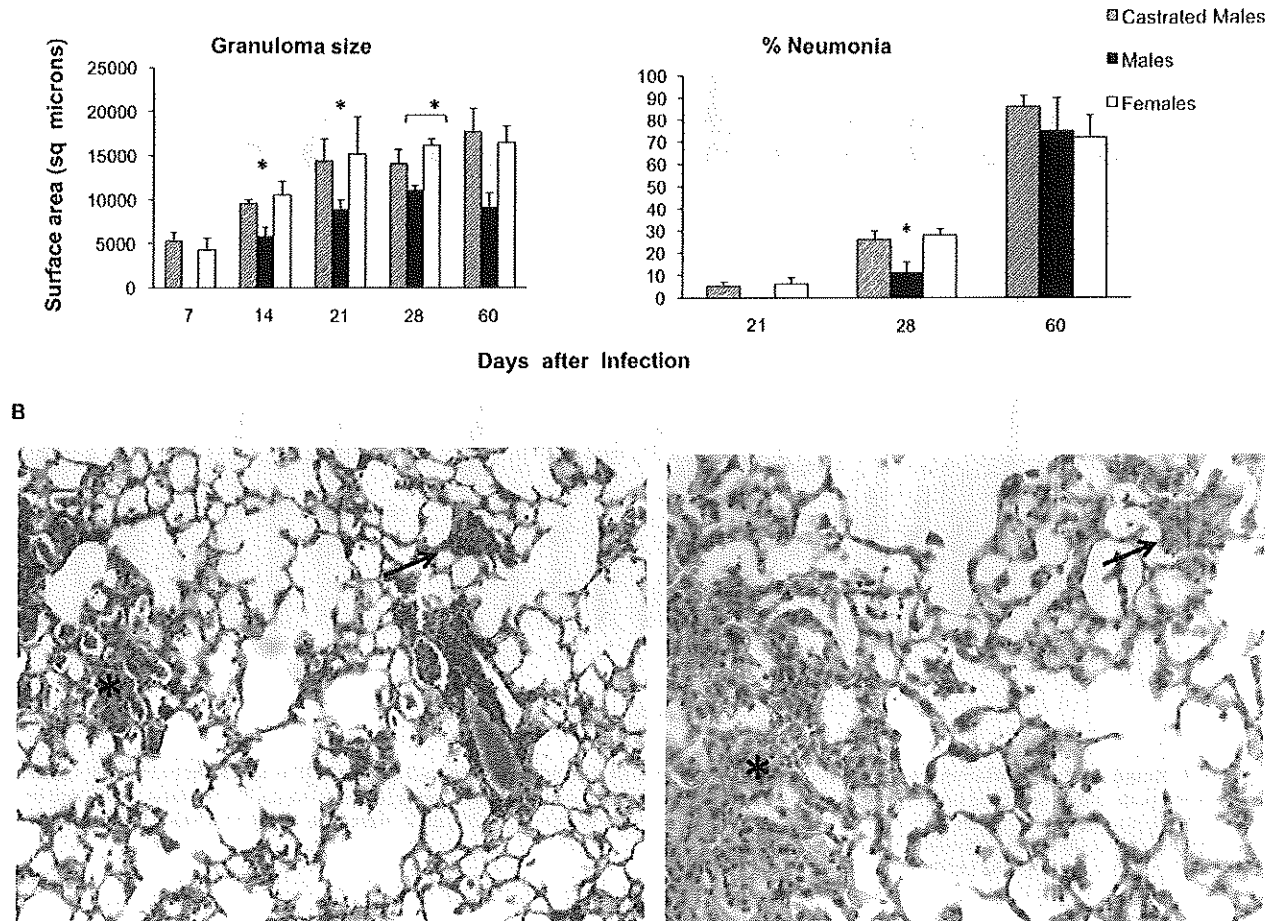 Granuloma size
Surface area (sq microns)
25000
20000
15000
10000
5000
0
*
*
*
7 14 21 28 60
% Neumonia
100
90
80
70
60
50
40
30
20
10
0
*
21 28 60
Castrated Males
Males
Females
Days after Infection
B
*
*